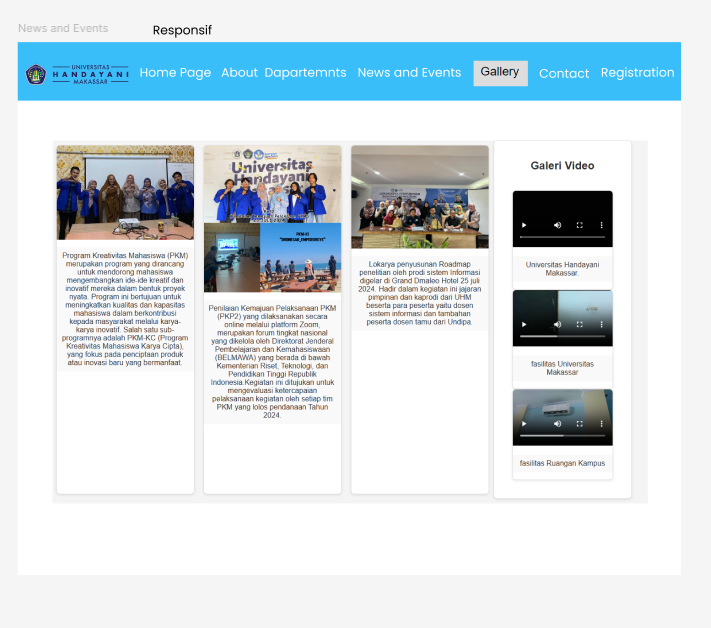 News and Events
Responsif
UNIVERSITAS
HANDAYANI
MAKASSAR
Home Page About Dapartemnts News and Events Gallery Contact Registration
Program Kreativitas Mahasiswa (PKM)
merupakan program yang dirancang
untuk mendorong mahasiswa
mengembangkan ide-ide kreatif dan
inovatif mereka dalam bentuk proyek
nyata. Program ini bertujuan untuk
meningkatkan kualitas dan kapasitas
mahasiswa dalam berkontribusi
kepada masyarakat melalui karya-
karya inovatif. Salah satu sub-
programnya adalah PKM-KC (Program
Kreativitas Mahasiswa Karya Cipta),
yang fokus pada penciptaan produk
atau inovasi baru yang bermanfaat.
Universitas
Handayani
PKM-KC
Penilaian Kemajuan Pelaksanaan PKM
(PKP2) yang dilaksanakan secara
online melalui platform Zoom,
merupakan forum tingkat nasional
yang dikelola oleh Direktorat Jenderal
Pembelajaran dan Kemahasiswaan
(BELMAWA) yang berada di bawah
Kementerian Riset, Teknologi, dan
Pendidikan Tinggi Republik
Indonesia.Kegiatan ini ditujukan untuk
mengevaluasi ketercapaian
pelaksanaan kegiatan oleh setiap tim
PKM yang lolos pendanaan Tahun
2024.
Lokarya penyusunan Roadmap
penelitian oleh prodi sistem Informasi
digelar di Grand Dmaleo Hotel 25 juli
2024. Hadir dalam kegiatan ini jajaran
pimpinan dan kaprodi dari UHM
beserta para peserta yaitu dosen
sistem informasi dan tambahan
peserta dosen tamu dari Undipa.
Galeri Video
Universitas Handayani
Makassar.
fasilitas Universitas
Makassar
fasilitas Ruangan Kampus